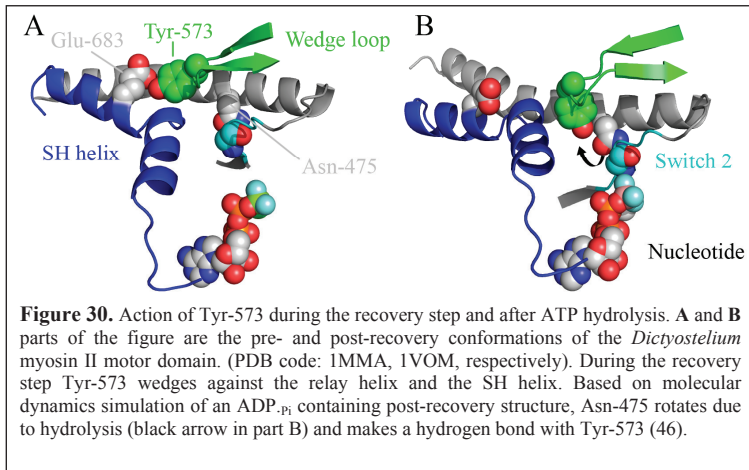 A
B
Tyr-573
Glu-683
Wedge loop
SH helix
Asn-475
Switch 2
Nucleotide
Figure 30. Action of Tyr-573 during the recovery step and after ATP hydrolysis. A and B
parts of the figure are the pre- and post-recovery conformations of the Dictyostelium
myosin II motor domain. (PDB code: 1MMA, 1VOM, respectively). During the recovery
step Tyr-573 wedges against the relay helix and the SH helix. Based on molecular
dynamics simulation of an ADP.Pi containing post-recovery structure, Asn-475 rotates due
to hydrolysis (black arrow in part B) and makes a hydrogen bond with Tyr-573 (46).